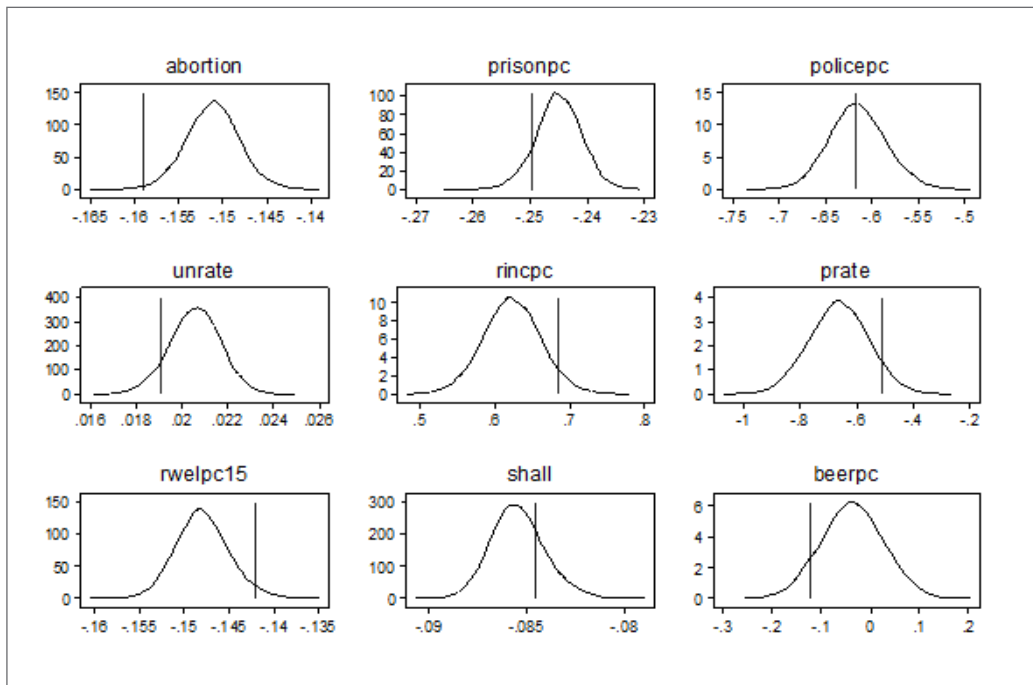 abortion
150
100
50
0
-.165 -.16 -.155 -.15 -.145 -.14
prisonpc
100
80
60
40
20
0
-.27 -.26 -.25 -.24 -.23
policepc
15
10
5
0
-.75 -.7 -.65 -.6 -.55 -.5
unrate
400
300
200
100
0
.016 .018 .02 .022 .024 .026
rincpc
10
8
6
4
2
0
.5 .6 .7 .8
prate
4
3
2
1
0
-1 -.8 -.6 -.4 -.2
rwelpc15
150
100
50
0
-.16 -.155 -.15 -.145 -.14 -.135
shall
300
200
100
0
-.09 -.085 -.08
beerpc
6
4
2
0
-.3 -.2 -.1 0 .1 .2